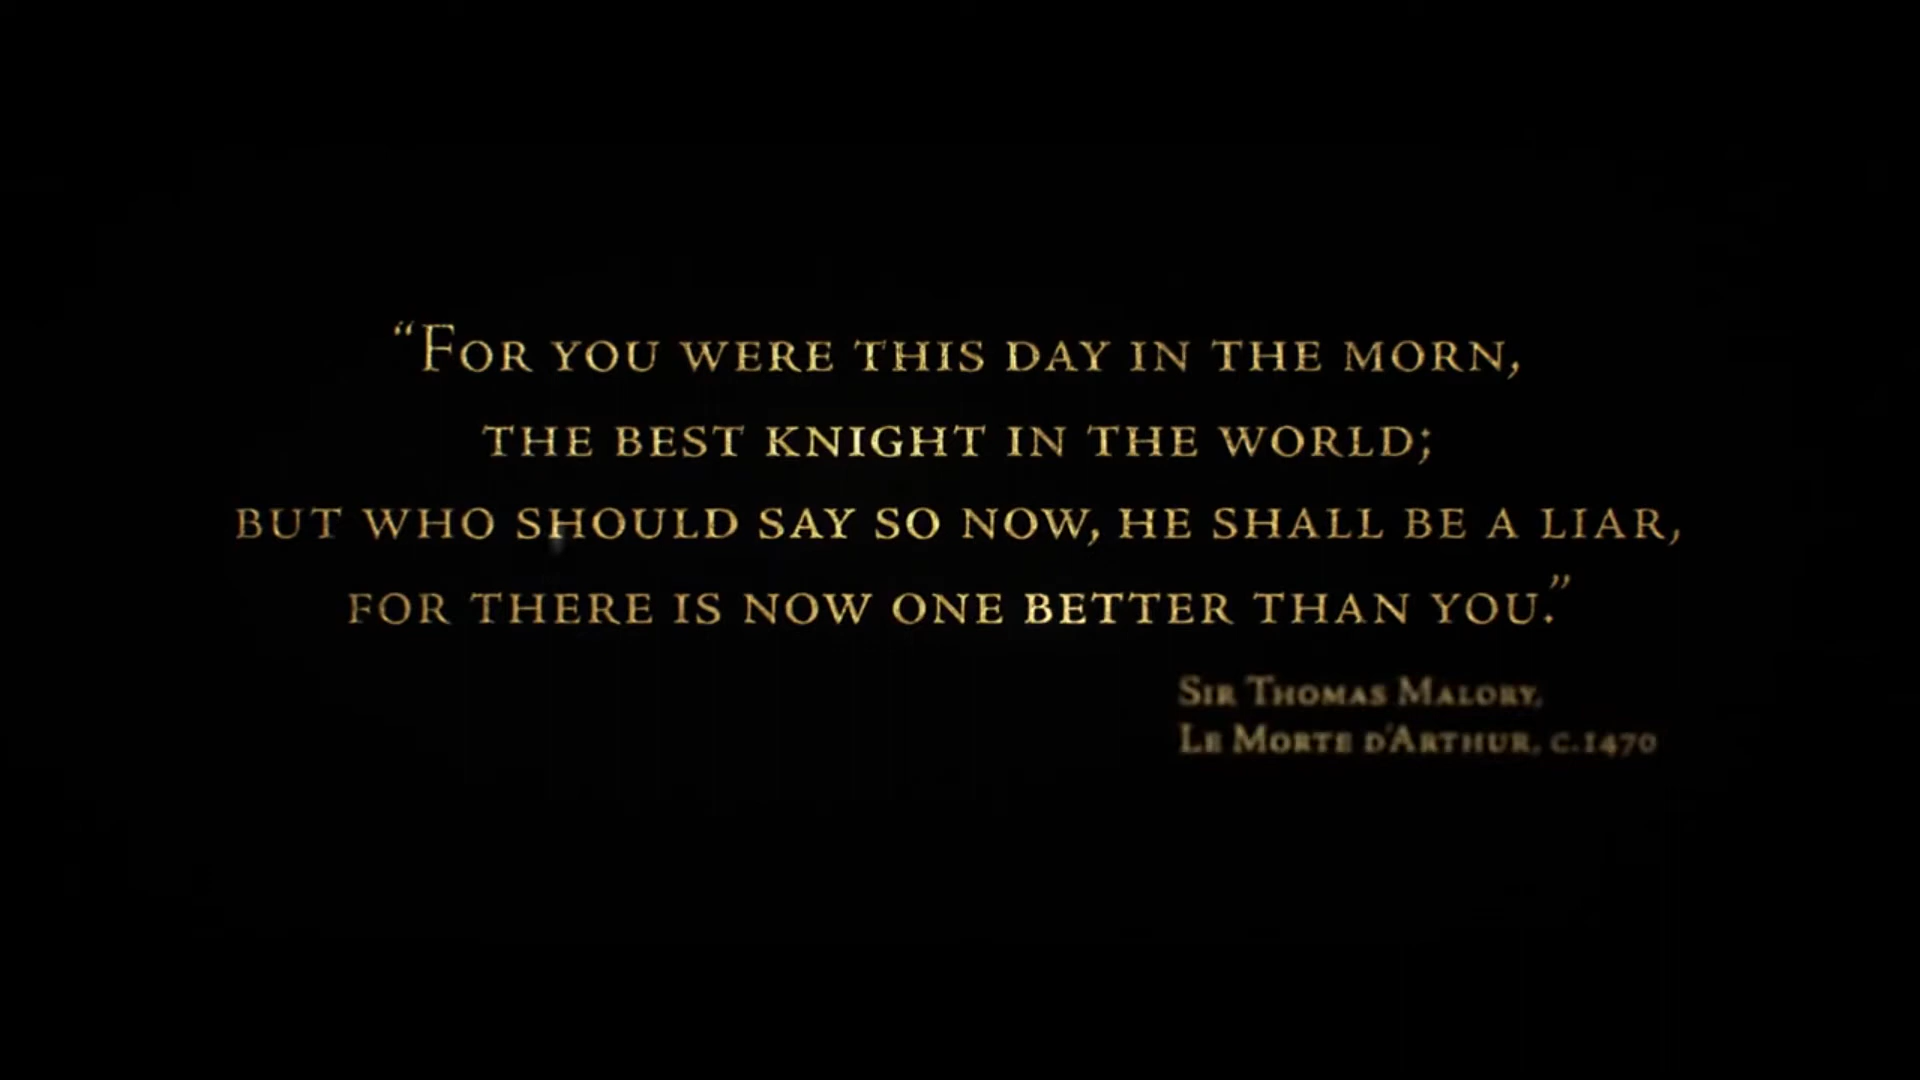 “For you were this day in the morn,
the best knight in the world;
but who should say so now, he shall be a liar,
for there is now one better than you.”
Sir Thomas Malory,
Le Morte d'Arthur, c.1470